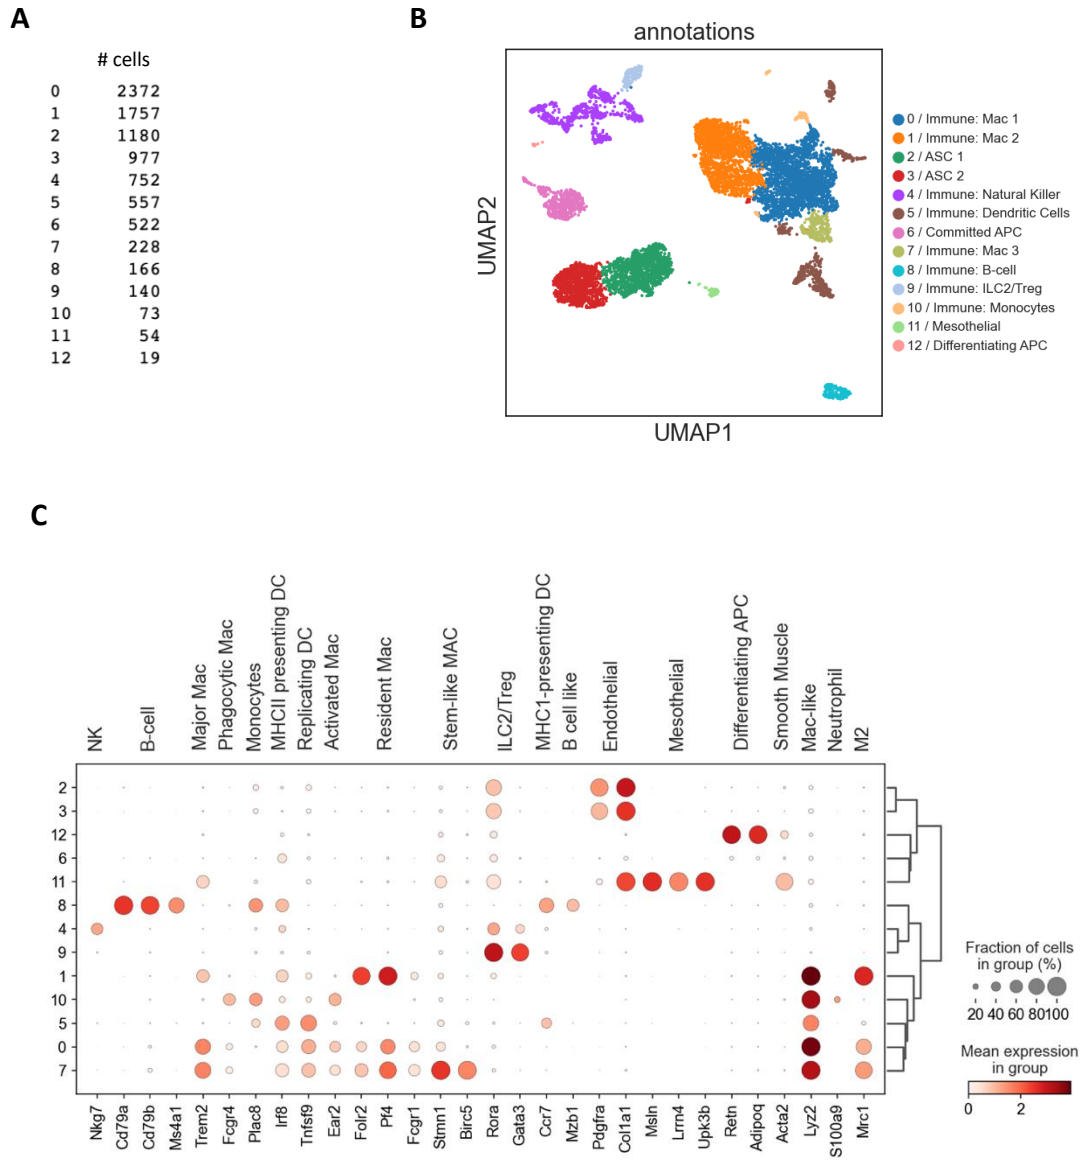 A
# cells
0 2372
1 1757
2 1180
3 977
4 752
5 557
6 522
7 228
8 166
9 140
10 73
11 54
12 19
B
annotations
UMAP2
UMAP1
0 / Immune: Mac 1
1 / Immune: Mac 2
2 / ASC 1
3 / ASC 2
4 / Immune: Natural Killer
5 / Immune: Dendritic Cells
6 / Committed APC
7 / Immune: Mac 3
8 / Immune: B-cell
9 / Immune: ILC2/Treg
10 / Immune: Monocytes
11 / Mesothelial
12 / Differentiating APC
C
NK
B-cell
Major Mac
Phagocytic Mac
Monocytes
MHCII presenting DC
Replicating DC
Activated Mac
Resident Mac
Stem-like MAC
ILC2/Treg
MHC1-presenting DC
B cell like
Endothelial
Mesothelial
Differentiating APC
Smooth Muscle
Mac-like
Neutrophil
M2
2
3
12
6
11
8
4
9
1
10
5
0
7
Nkg7
Cd79a
Cd79b
Ms4a1
Trem2
Fcgr4
Plac8
Irf8
Tnfsf9
Ear2
Folr2
Pf4
Fcgr1
Stmn1
Birc5
Rora
Gata3
Ccr7
Mzb1
Pdgfra
Col1a1
Msln
Lrrn4
Upk3b
Retn
Adipoq
Acta2
Lyz2
S100a9
Mrc1
Fraction of cells
in group (%)
20 40 60 80 100
Mean expression
in group
0 2